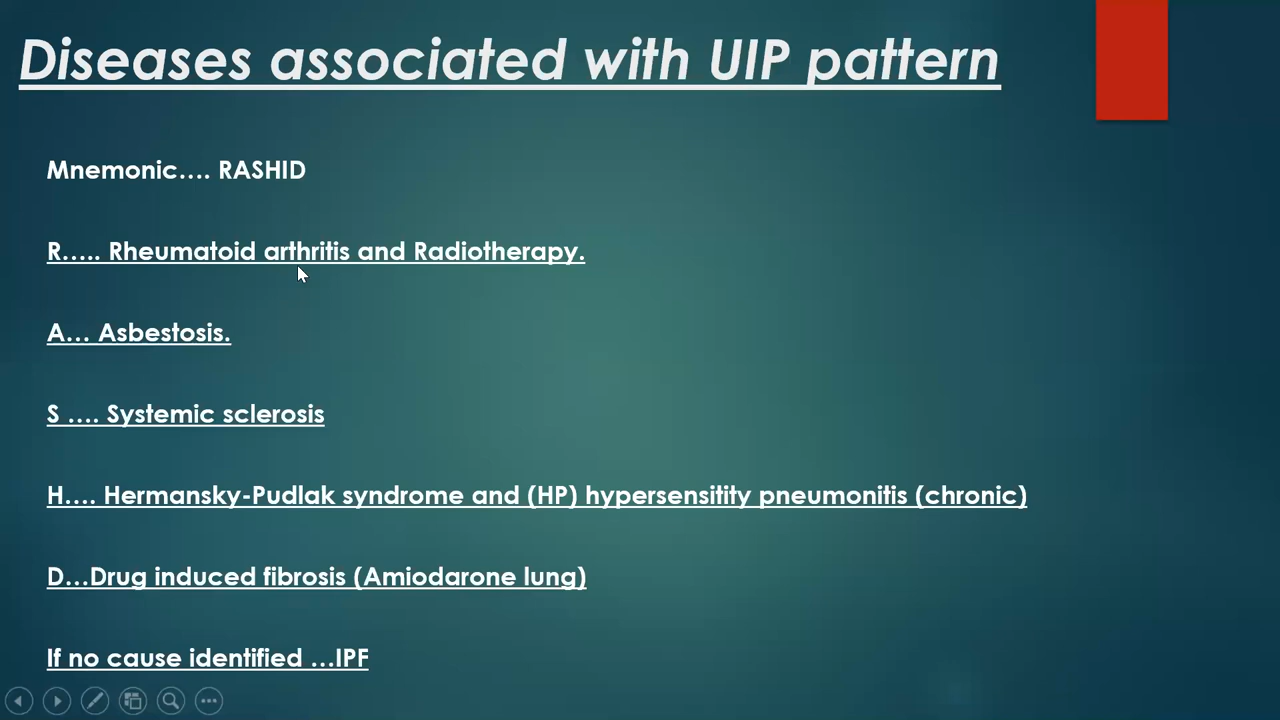 Diseases associated with UIP pattern
Mnemonic…. RASHID
R….. Rheumatoid arthritis and Radiotherapy.
A… Asbestosis.
S …. Systemic sclerosis
H…. Hermansky-Pudlak syndrome and (HP) hypersensitity pneumonitis (chronic)
D…Drug induced fibrosis (Amiodarone lung)
If no cause identified …IPF